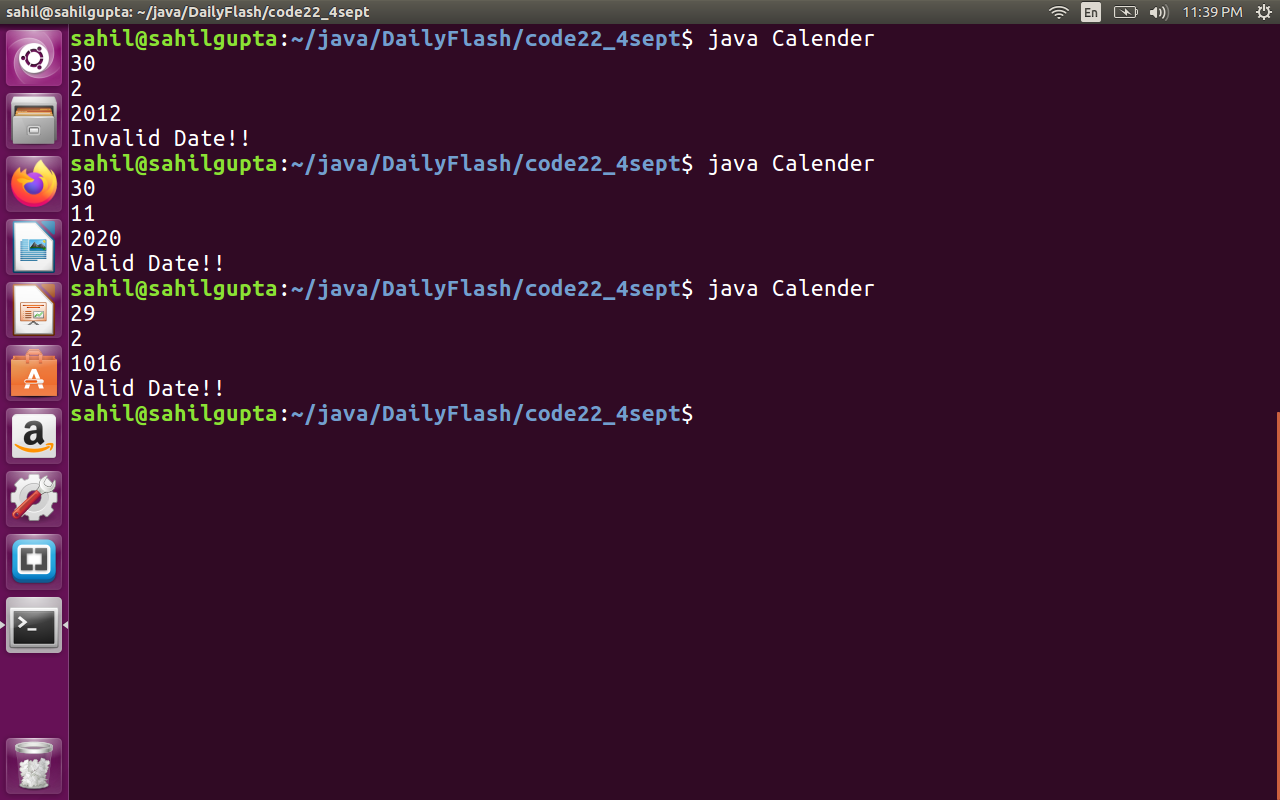 sahil@sahilgupta: ~/java/DailyFlash/code22_4sept
En
11:39 PM
sahil@sahilgupta:~/java/DailyFlash/code22_4sept$ java Calender
30
2
2012
Invalid Date!!
sahil@sahilgupta:~/java/DailyFlash/code22_4sept$ java Calender
30
11
2020
Valid Date!!
sahil@sahilgupta:~/java/DailyFlash/code22_4sept$ java Calender
29
2
1016
Valid Date!!
sahil@sahilgupta:~/java/DailyFlash/code22_4sept$